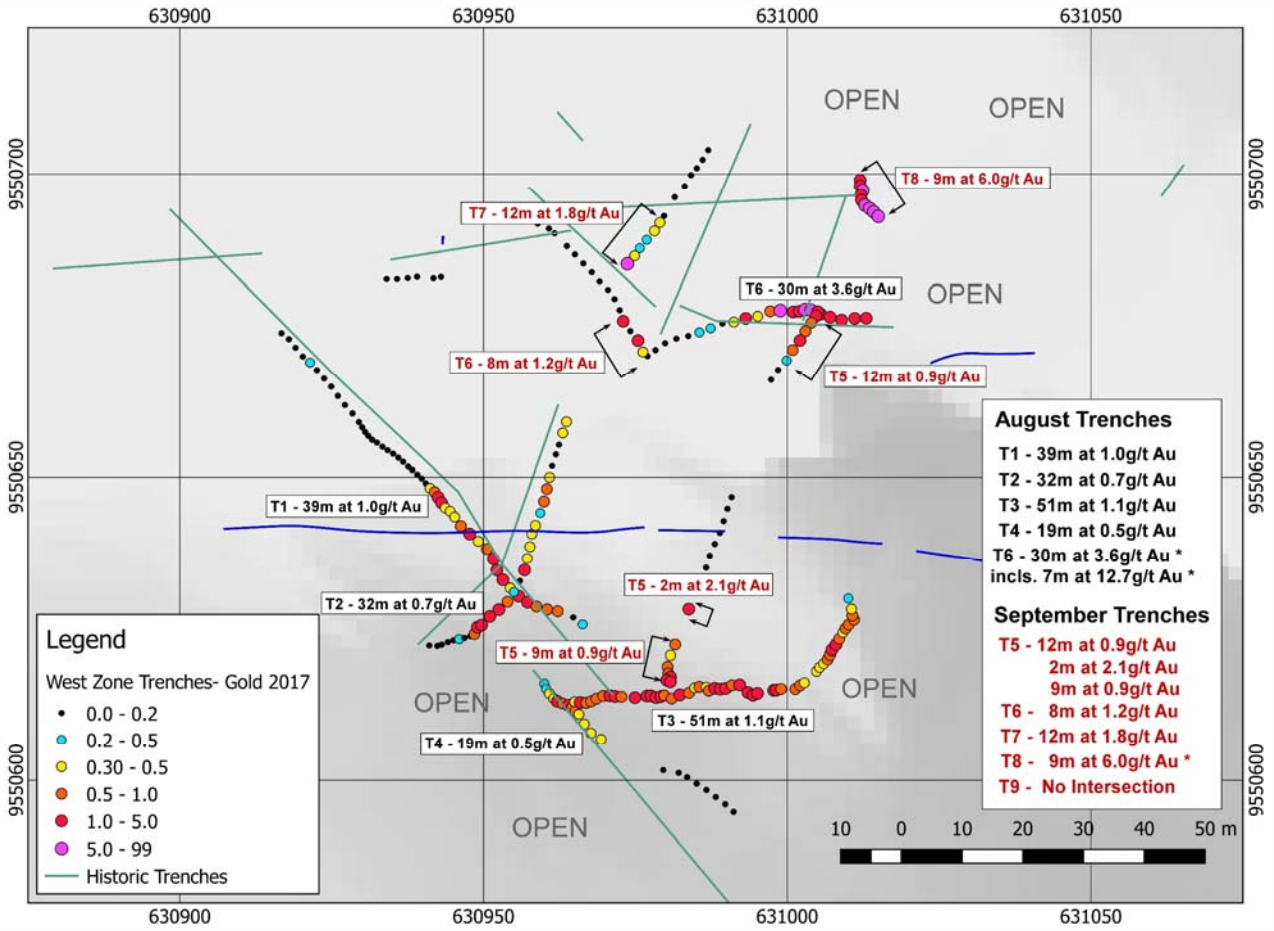 630900 630950 631000 631050
OPEN
OPEN
9550700
9550700
T8 - 9m at 6.0g/t Au
T7 - 12m at 1.8g/t Au
T6 - 30m at 3.6g/t Au
OPEN
T6 - 8m at 1.2g/t Au
T5 - 12m at 0.9g/t Au
9550650
9550650
T1 - 39m at 1.0g/t Au
T5 - 2m at 2.1g/t Au
T2 - 32m at 0.7g/t Au
T5 - 9m at 0.9g/t Au
OPEN
OPEN
T3 - 51m at 1.1g/t Au
T4 - 19m at 0.5g/t Au
9550600
9550600
OPEN
August Trenches
T1 - 39m at 1.0g/t Au
T2 - 32m at 0.7g/t Au
T3 - 51m at 1.1g/t Au
T4 - 19m at 0.5g/t Au
T6 - 30m at 3.6g/t Au *
incls. 7m at 12.7g/t Au *
September Trenches
T5 - 12m at 0.9g/t Au
2m at 2.1g/t Au
9m at 0.9g/t Au
T6 - 8m at 1.2g/t Au
T7 - 12m at 1.8g/t Au
T8 - 9m at 6.0g/t Au *
T9 - No Intersection
Legend
West Zone Trenches- Gold 2017
0.0 - 0.2
0.2 - 0.5
0.30 - 0.5
0.5 - 1.0
1.0 - 5.0
5.0 - 99
Historic Trenches
10 0 10 20 30 40 50 m
630900 630950 631000 631050